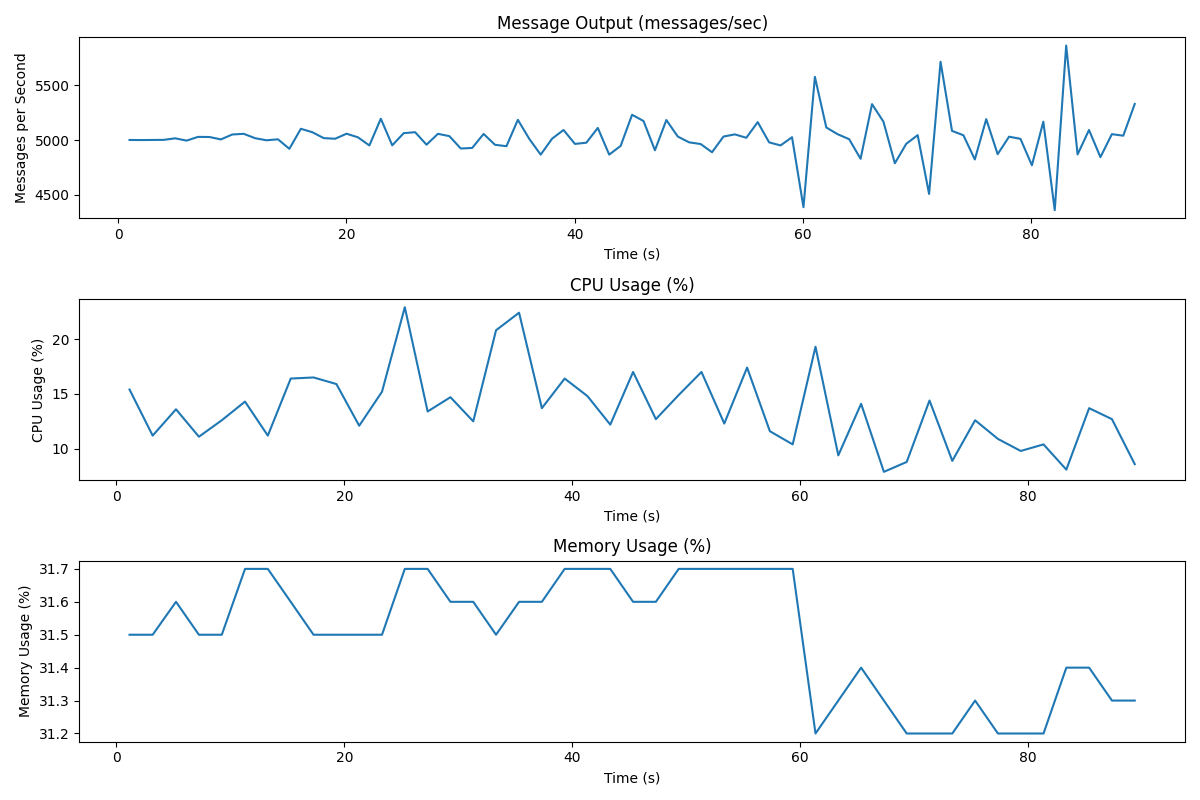 Message Output (messages/sec)
Messages per Second
5500
5000
4500
0 20 40 60 80
Time (s)
CPU Usage (%)
CPU Usage (%)
20
15
10
0 20 40 60 80
Time (s)
Memory Usage (%)
Memory Usage (%)
31.7
31.6
31.5
31.4
31.3
31.2
0 20 40 60 80
Time (s)